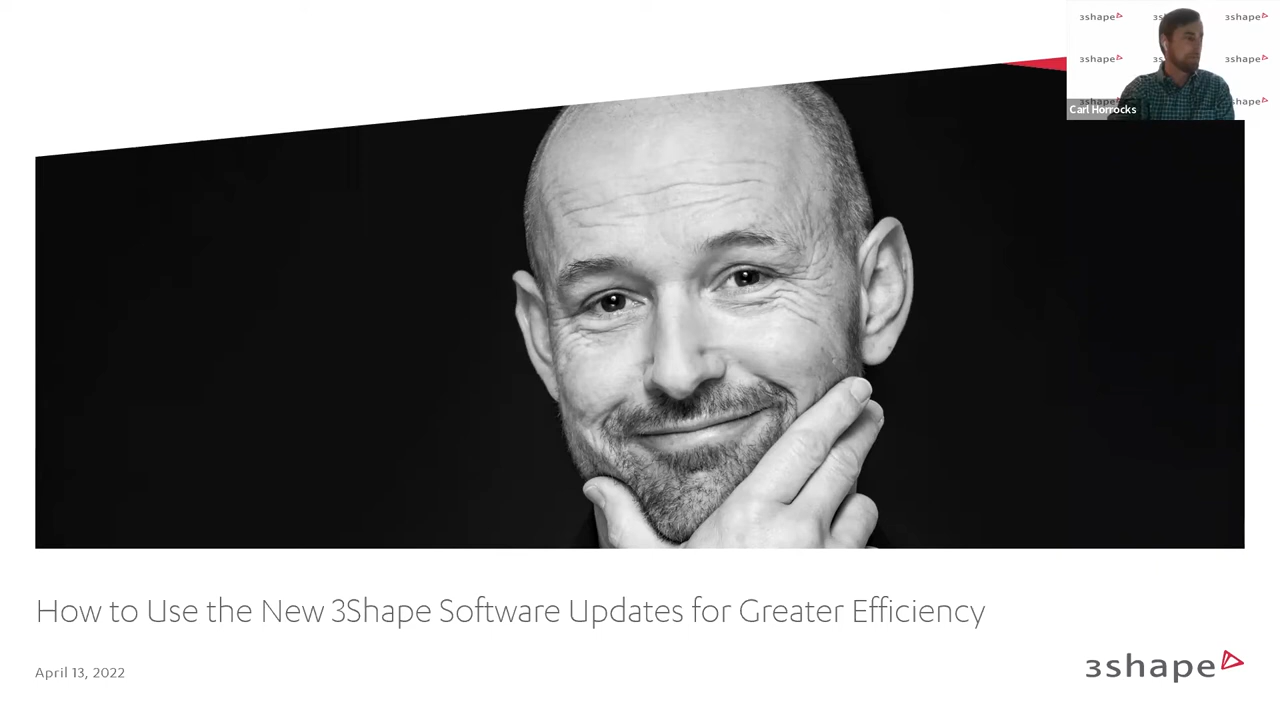 3shape
3shape
3shape
3shape
3shape
Carl Horrocks
How to Use the New 3Shape Software Updates for Greater Efficiency
April 13, 2022
3shape